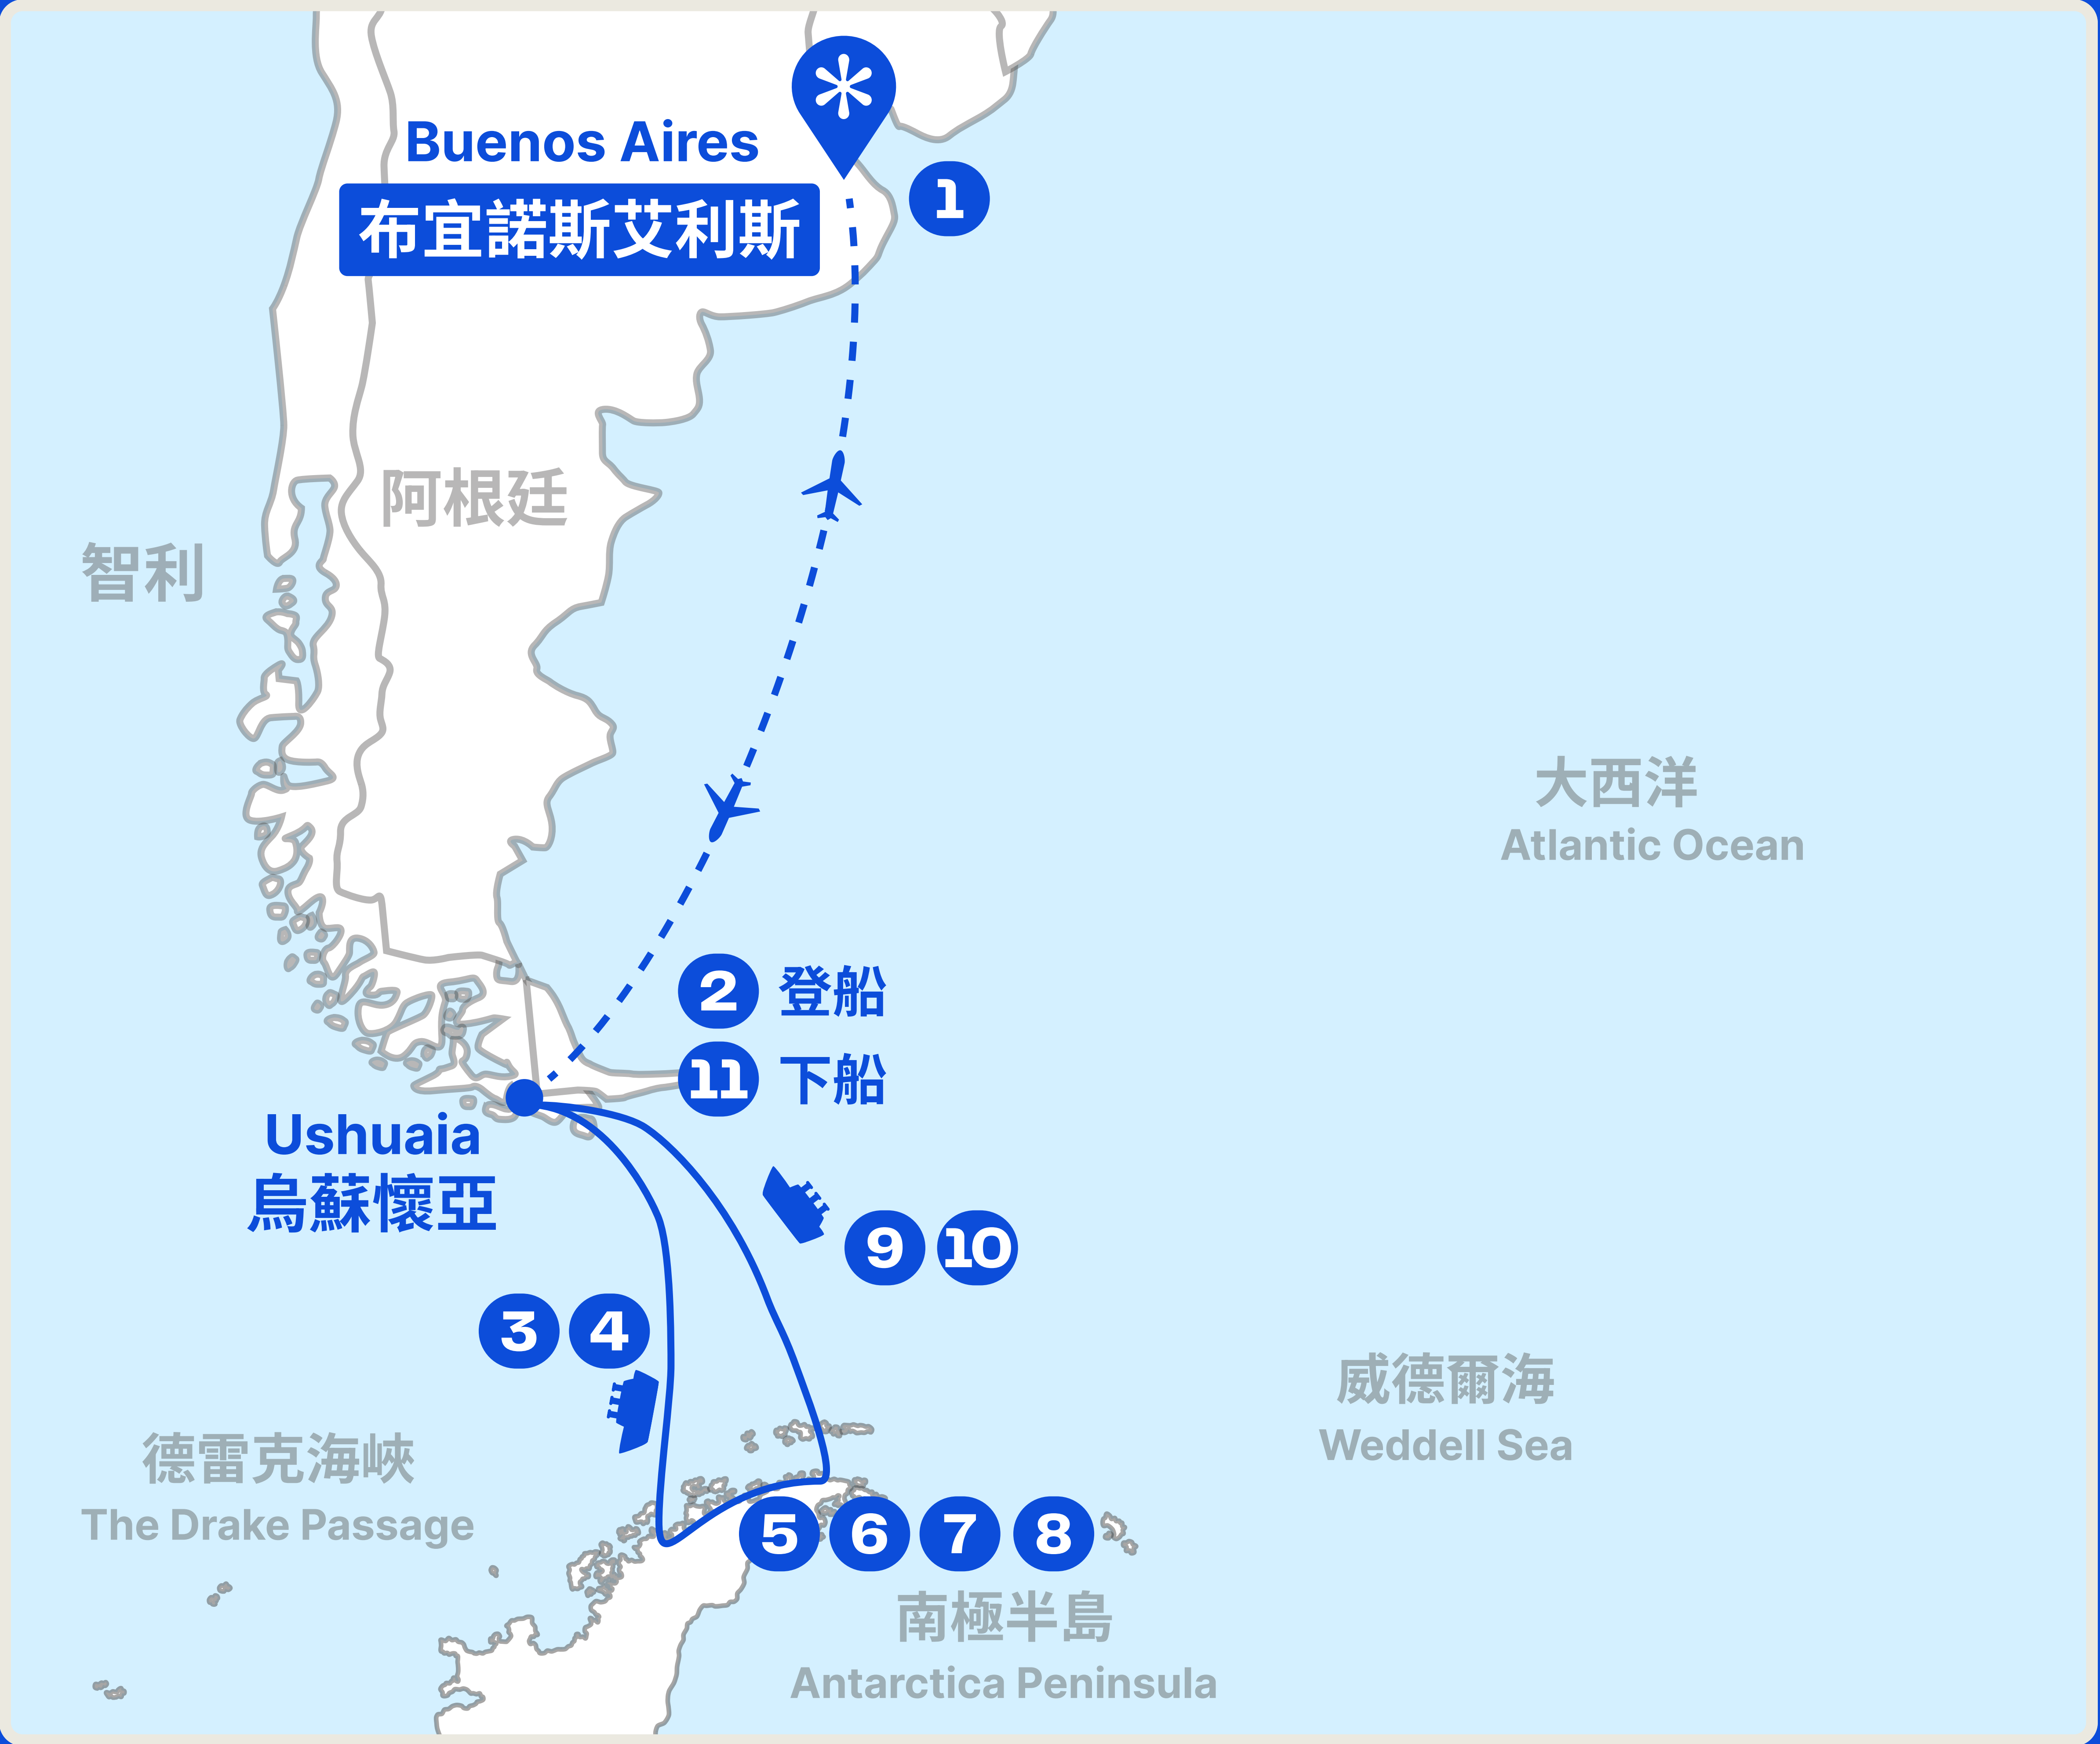 Buenos Aires
布宜諾斯艾利斯
1
阿根廷
智利
大西洋
Atlantic Ocean
2 登船
11 下船
Ushuaia
烏蘇懷亞
9 10
3 4
威德爾海
Weddell Sea
德雷克海峽
The Drake Passage
5 6 7 8
南極半島
Antarctica Peninsula